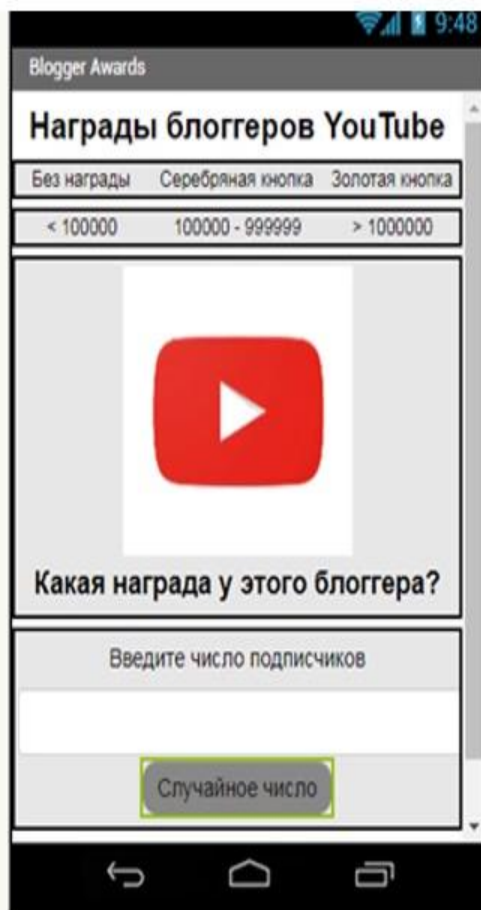 9:48
Blogger Awards
Награды блоггеров YouTube
Без награды Серебряная кнопка Золотая кнопка
< 100000 100000 - 999999 > 1000000
Какая награда у этого блоггера?
Введите число подписчиков
Случайное число